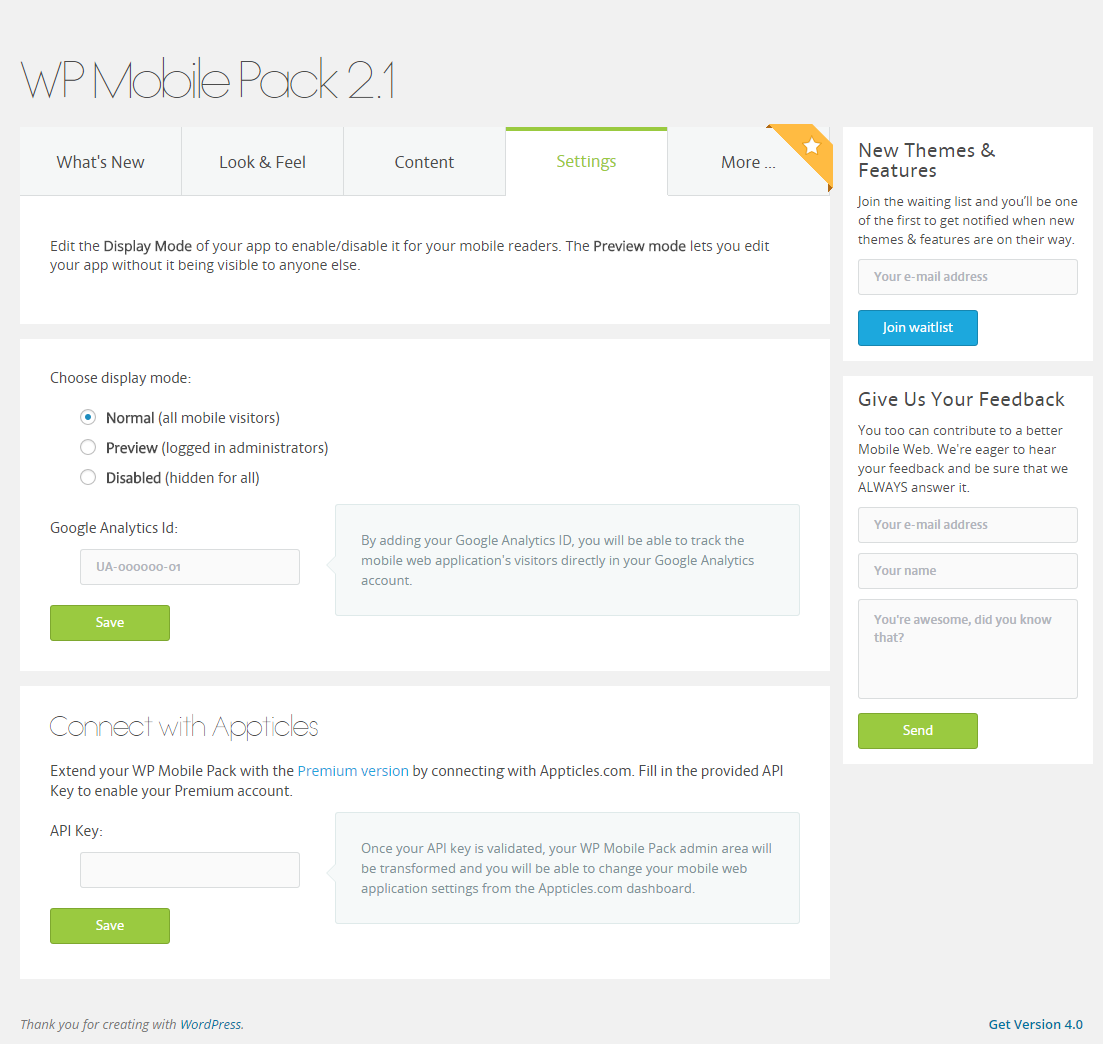 WP Mobile Pack 2.1
What's New
Look & Feel
Content
Settings
More ...
Edit the Display Mode of your app to enable/disable it for your mobile readers. The Preview mode lets you edit
your app without it being visible to anyone else.
Choose display mode:
Normal (all mobile visitors)
Preview (logged in administrators)
Disabled (hidden for all)
Google Analytics Id:
UA-000000-01
By adding your Google Analytics ID, you will be able to track the
mobile web application's visitors directly in your Google Analytics
account.
Save
Connect with Appticles
Extend your WP Mobile Pack with the Premium version by connecting with Appticles.com. Fill in the provided API
Key to enable your Premium account.
API Key:
Once your API key is validated, your WP Mobile Pack admin area will
be transformed and you will be able to change your mobile web
application settings from the Appticles.com dashboard.
Save
New Themes &
Features
Join the waiting list and you’ll be one
of the first to get notified when new
themes & features are on their way.
Your e-mail address
Join waitlist
Give Us Your Feedback
You too can contribute to a better
Mobile Web. We're eager to hear
your feedback and be sure that we
ALWAYS answer it.
Your e-mail address
Your name
You're awesome, did you know
that?
Send
Thank you for creating with WordPress.
Get Version 4.0